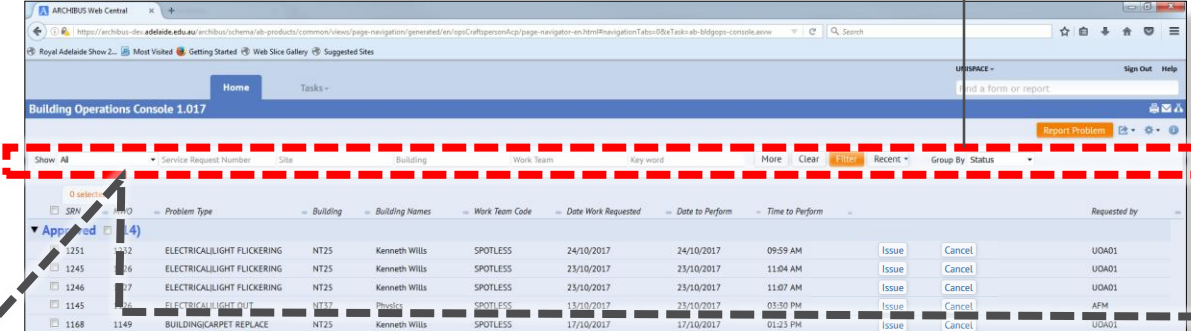 ARCHIBUS Web Central × +
https://archibus-dev.adelaide.edu.au/archibus/schema/ab-products/common/views/page-navigation/generated/en/opsCraftspersonAcp/page-navigator-en.html#navigationTabs=0&eTask=ab-bldgops-console.axvw Search
Royal Adelaide Show 2... Most Visited Getting Started Web Slice Gallery Suggested Sites
UNISPACE Sign Out Help
Home Tasks Find a form or report
Building Operations Console 1.017
Report Problem
Show All Service Request Number Site Building Work Team Key word More Clear Filter Recent Group By Status
0 selected
SRN MWO Problem Type Building Building Names Work Team Code Date Work Requested Date to Perform Time to Perform Requested by
Approved (14)
1251 1232 ELECTRICAL|LIGHT FLICKERING NT25 Kenneth Wills SPOTLESS 24/10/2017 24/10/2017 09:59 AM Issue Cancel UOA01
1245 ELECTRICAL|LIGHT FLICKERING NT25 Kenneth Wills SPOTLESS 23/10/2017 23/10/2017 11:04 AM Issue Cancel UOA01
1246 ELECTRICAL|LIGHT FLICKERING NT25 Kenneth Wills SPOTLESS 23/10/2017 23/10/2017 11:07 AM Issue Cancel UOA01
1145 ELECTRICAL|LIGHT OUT NT37 Physics SPOTLESS 13/10/2017 23/10/2017 03:30 PM Issue Cancel AFM
1168 1149 BUILDING|CARPET REPLACE NT25 Kenneth Wills SPOTLESS 17/10/2017 17/10/2017 01:23 PM Issue Cancel UOA01